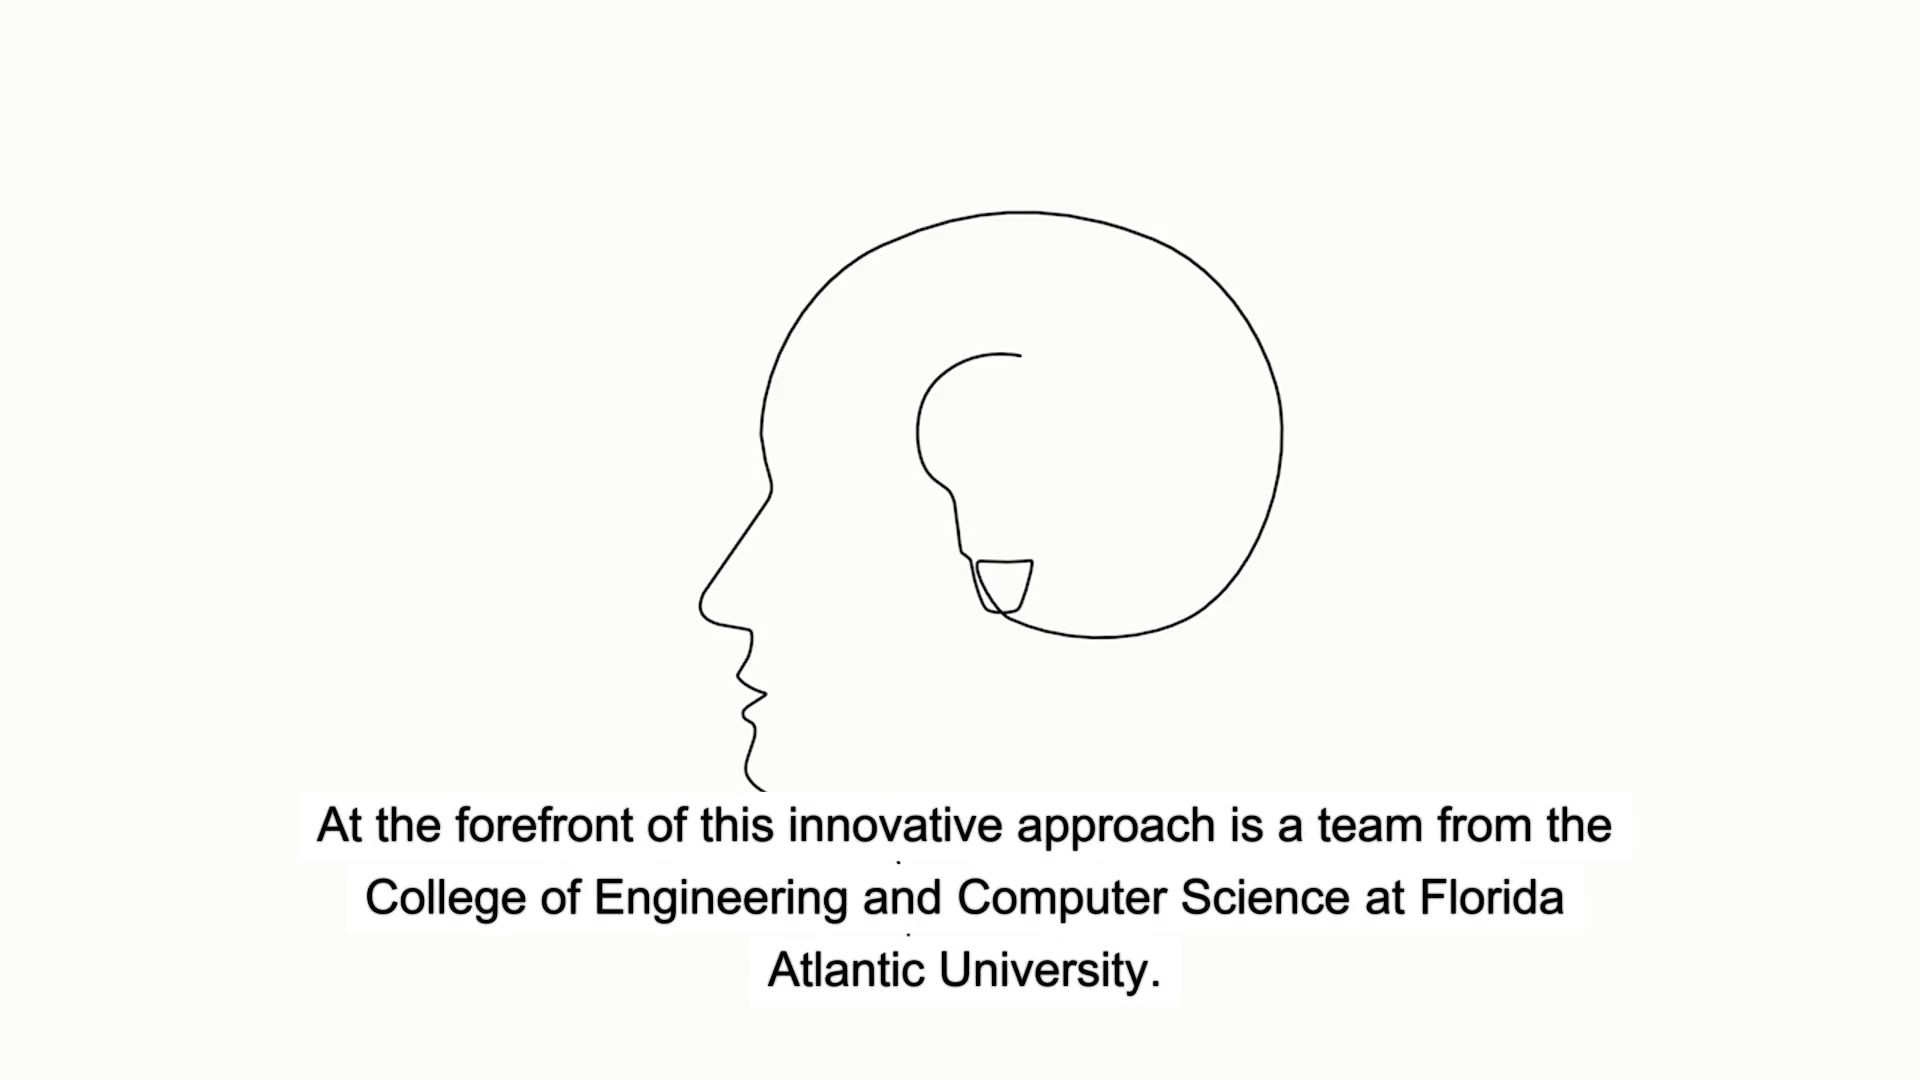 At the forefront of this innovative approach is a team from the
College of Engineering and Computer Science at Florida
Atlantic University.